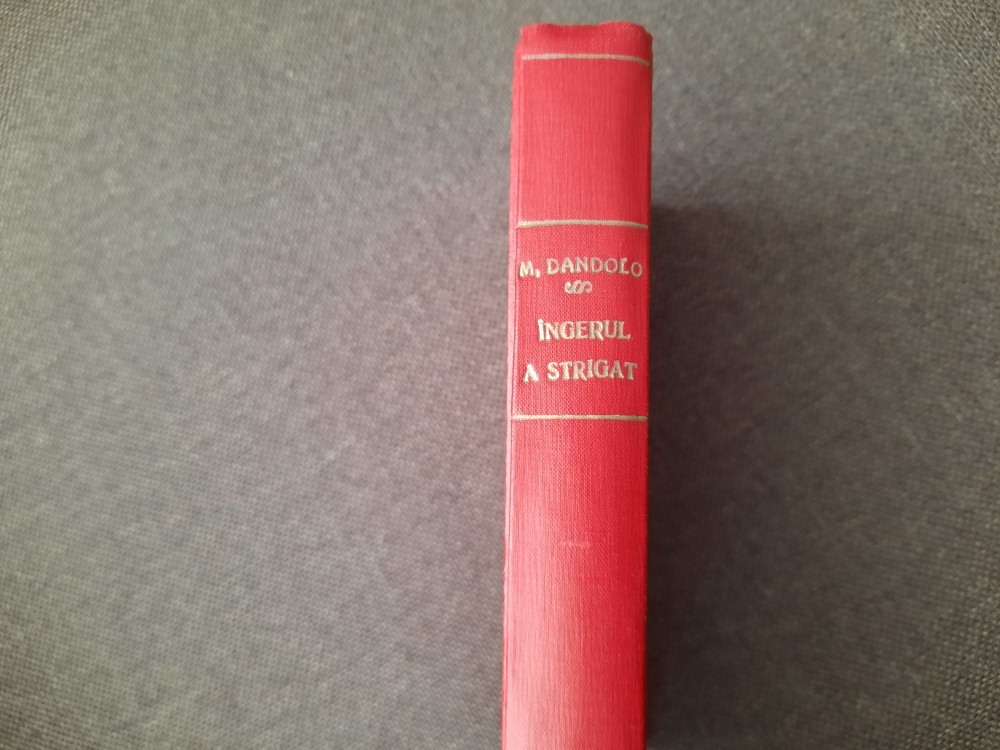 M. DANDOLO
ÎNGERUL
A STRIGAT